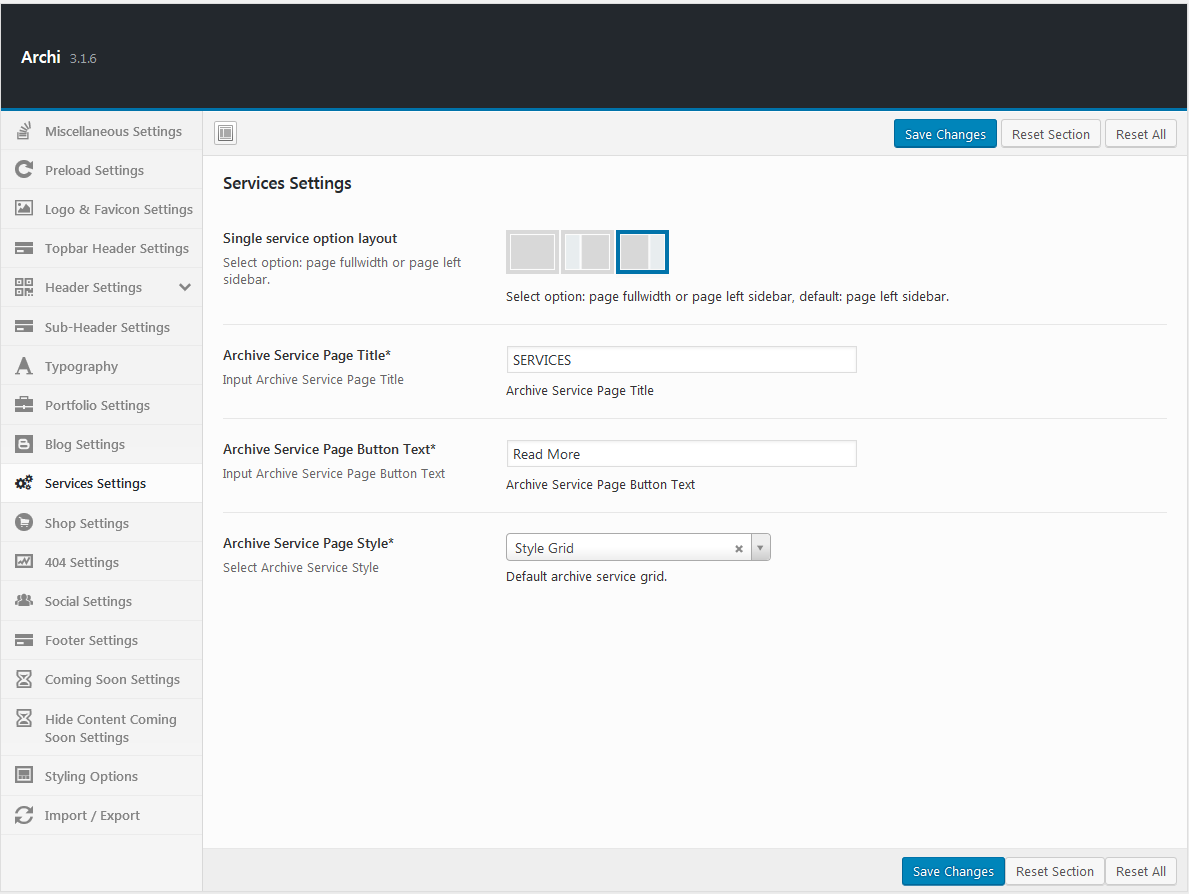 Archi 3.1.6
Miscellaneous Settings
Preload Settings
Logo & Favicon Settings
Topbar Header Settings
Header Settings
Sub-Header Settings
Typography
Portfolio Settings
Blog Settings
Services Settings
Shop Settings
404 Settings
Social Settings
Footer Settings
Coming Soon Settings
Hide Content Coming
Soon Settings
Styling Options
Import / Export
Save Changes Reset Section Reset All
Services Settings
Single service option layout
Select option: page fullwidth or page left
sidebar.
Select option: page fullwidth or page left sidebar, default: page left sidebar.
Archive Service Page Title*
Input Archive Service Page Title
SERVICES
Archive Service Page Title
Archive Service Page Button Text*
Input Archive Service Page Button Text
Read More
Archive Service Page Button Text
Archive Service Page Style*
Select Archive Service Style
Style Grid
Default archive service grid.
Save Changes Reset Section Reset All